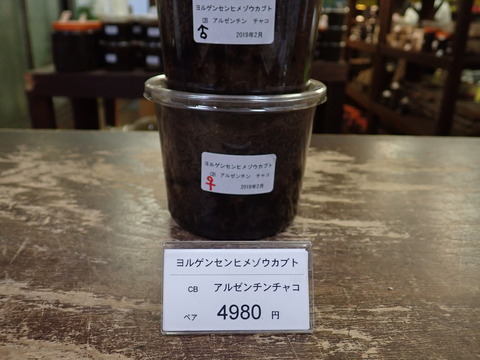 ヨルゲンセンヒメゾウカブト
CB アルゼンチン チャコ
♂ 2019年2月
ヨルゲンセンヒメゾウカブト
CB アルゼンチン チャコ
♀ 2019年2月
ヨルゲンセンヒメゾウカブト
CB アルゼンチンチャコ
ペア 4980 円